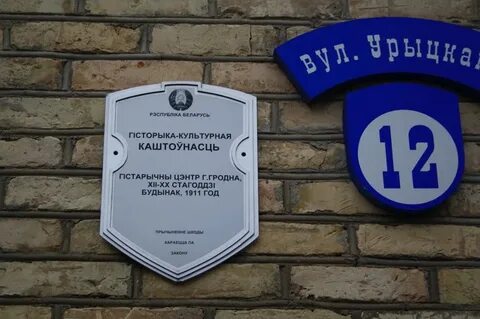 РЭСПУБЛІКА БЕЛАРУСЬ
ГІСТОРЫКА-КУЛЬТУРНАЯ
КАШТОЎНАСЦЬ
ГІСТАРЫЧНЫ ЦЭНТР Г.ГРОДНА,
XII-XX СТАГОДДЗІ
БУДЫНАК, 1911 ГОД
ПРЫЧЫНЕННЕ ШКОДЫ
КАРАЕЦЦА ПА
ЗАКОНУ
вул. Урыцкаг
12